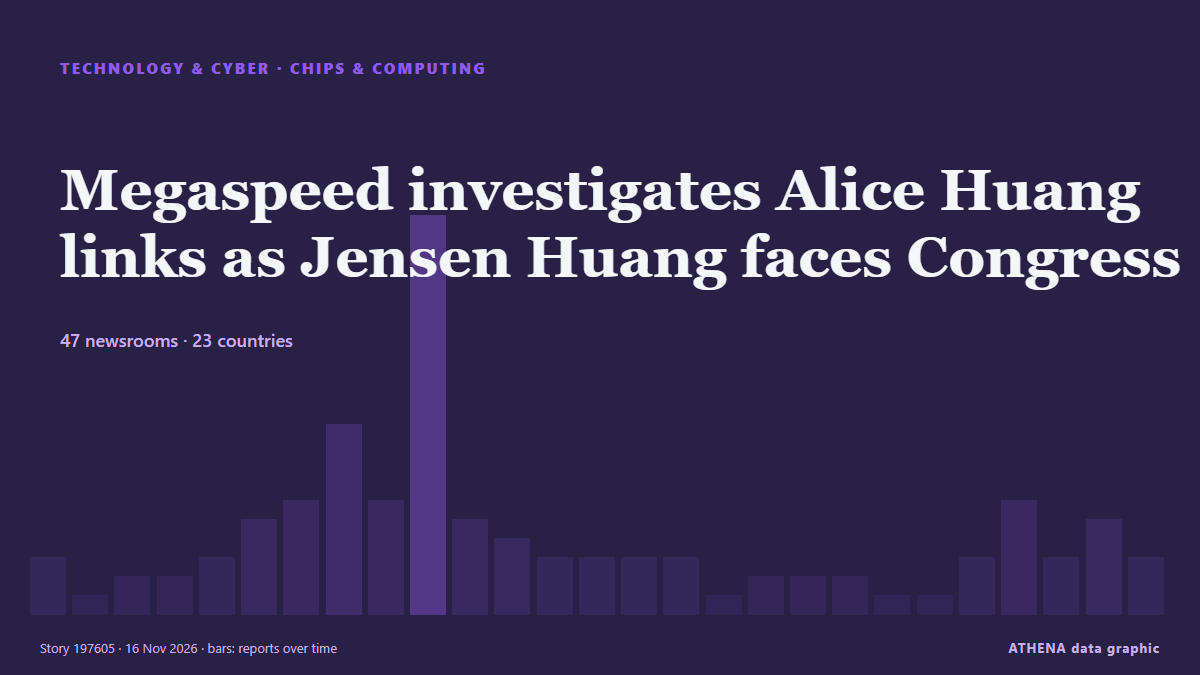 TECHNOLOGY & CYBER · CHIPS & COMPUTING
Megaspeed investigates Alice Huang
links as Jensen Huang faces Congress
47 newsrooms · 23 countries
Story 197605 · 16 Nov 2026 · bars: reports over time
ATHENA data graphic